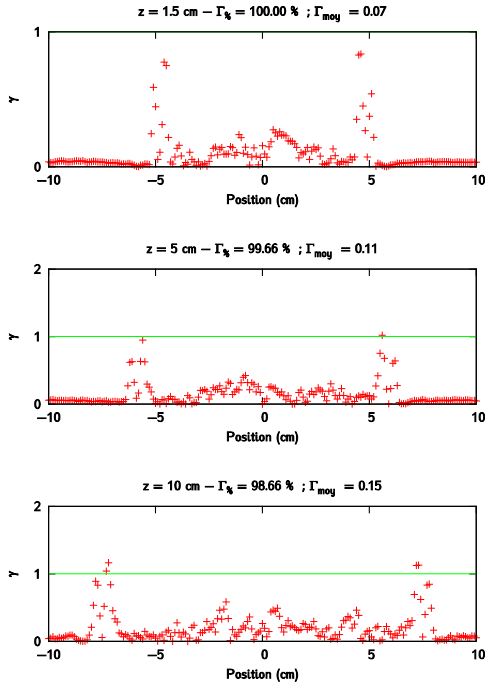 z = 1.5 cm − Γ% = 100.00 % ; Γmoy = 0.07
1
γ
0
−10 −5 0 5 10
Position (cm)
z = 5 cm − Γ% = 99.66 % ; Γmoy = 0.11
2
1
γ
0
−10 −5 0 5 10
Position (cm)
z = 10 cm − Γ% = 98.66 % ; Γmoy = 0.15
2
1
γ
0
−10 −5 0 5 10
Position (cm)